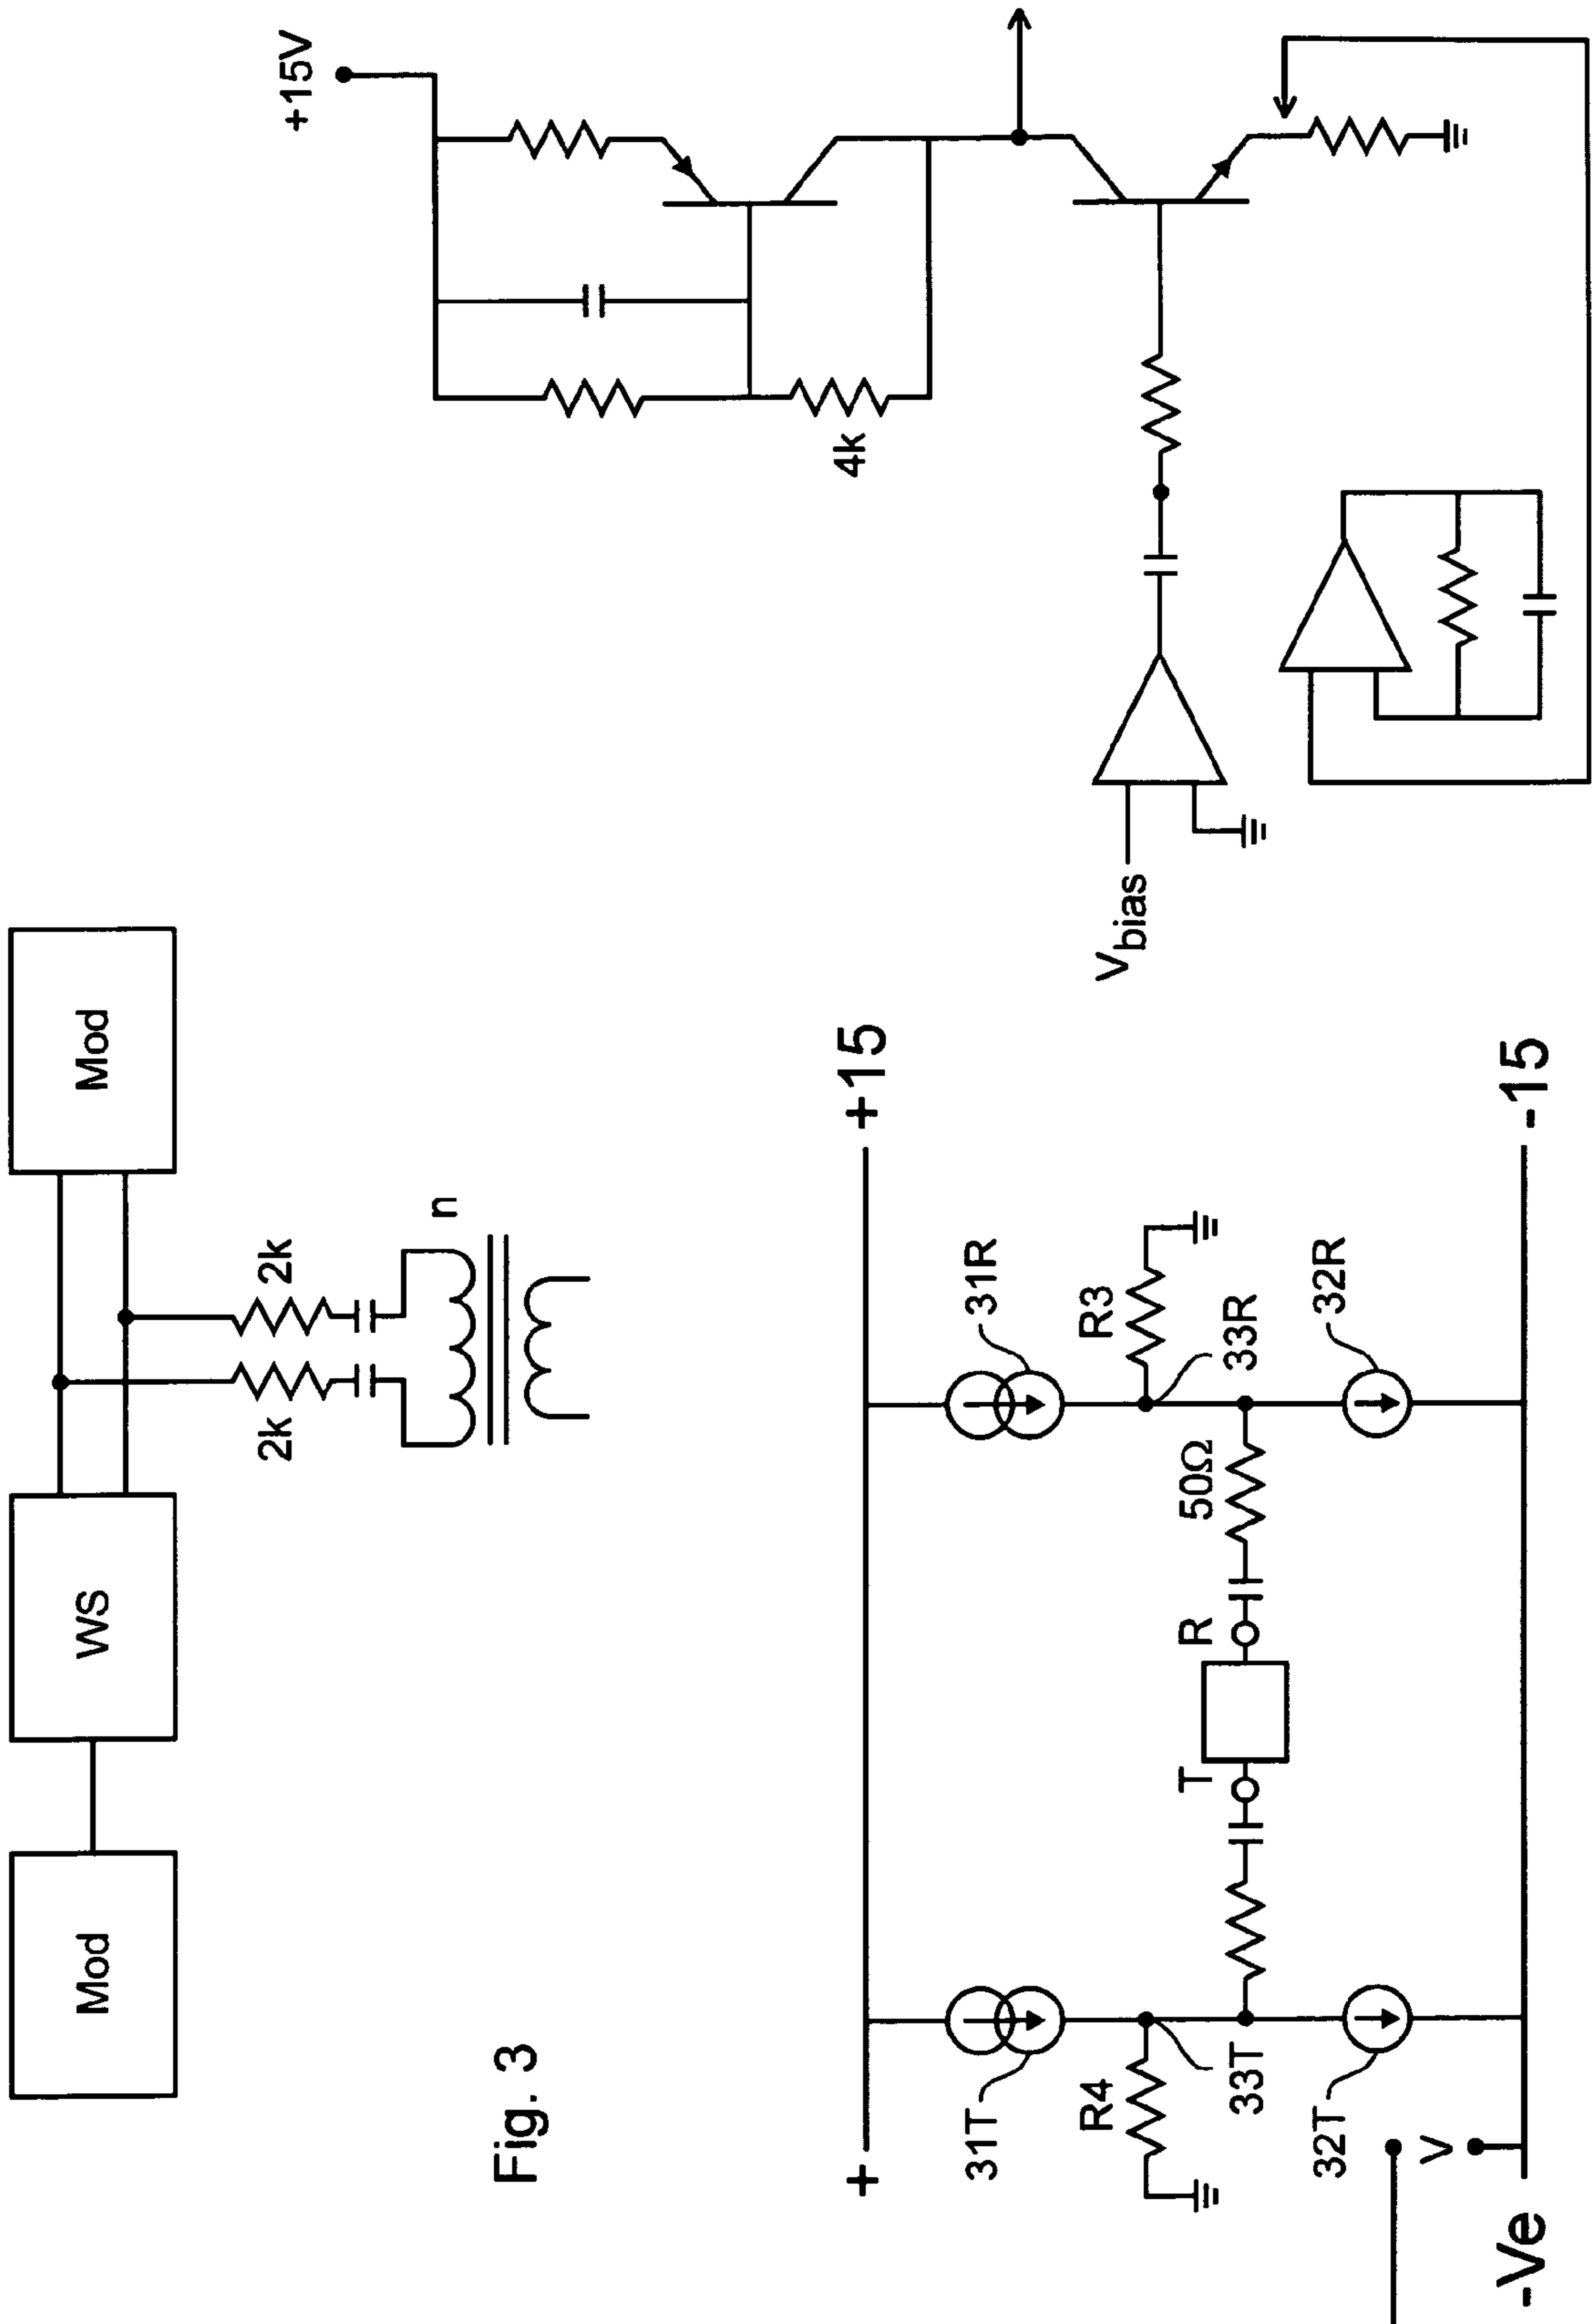 Mod
WS
Mod
2k
2k
n
Fig. 3
+
+15
31T
31R
R4
R3
33T
33R
T
R
50Ω
32T
32R
V
-Ve
-15
+15V
4k
Vbias